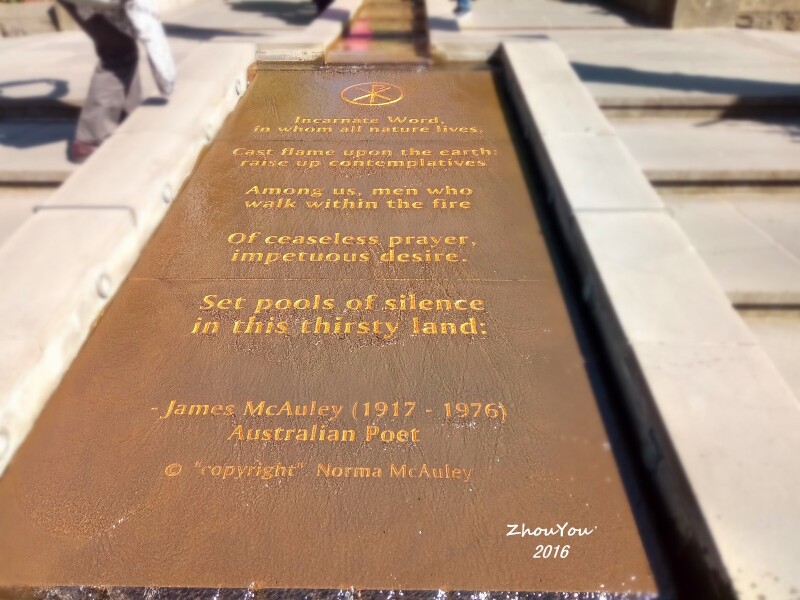 Incarnate Word,
in whom all nature lives,
Cast flame upon the earth:
raise up contemplatives
Among us, men who
walk within the fire
Of ceaseless prayer,
impetuous desire.
Set pools of silence
in this thirsty land:
- James McAuley (1917 - 1976)
Australian Poet
© "copyright" Norma McAuley
ZhouYou
2016